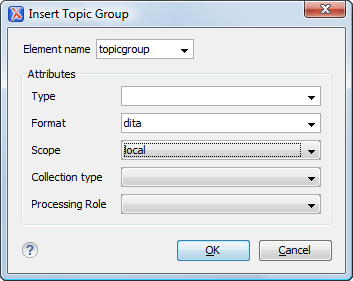 Insert Topic Group
Element name topicgroup
Attributes
Type
Format dita
Scope local
Collection type
Processing Role
? OK Cancel